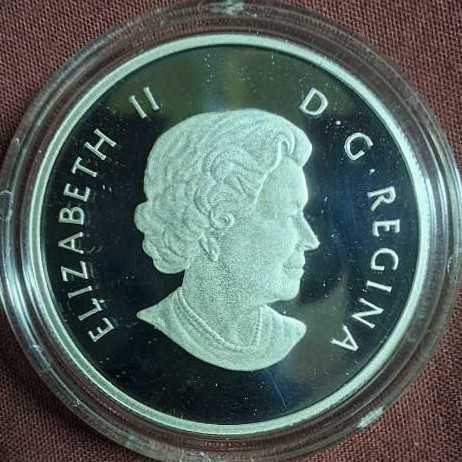 ELIZABETH II
D G REGINA